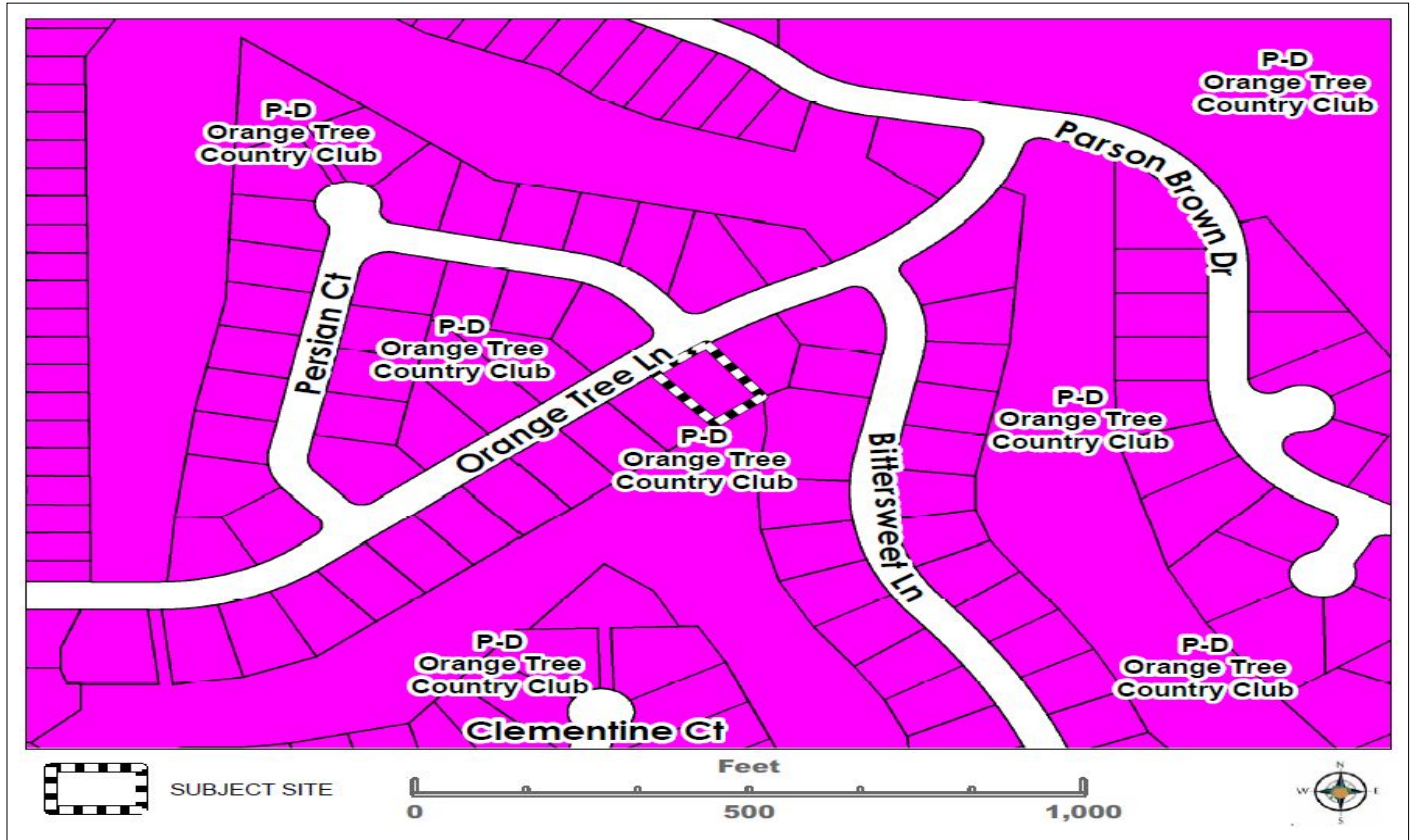 P-D
Orange Tree
Country Club
P-D
Orange Tree
Country Club
Parson Brown Dr
Persian Ct
P-D
Orange Tree
Country Club
Orange Tree Ln
P-D
Orange Tree
Country Club
P-D
Orange Tree
Country Club
Bittersweet Ln
P-D
Orange Tree
Country Club
P-D
Orange Tree
Country Club
Clementine Ct
SUBJECT SITE
Feet
0 500 1,000
N
W E
S